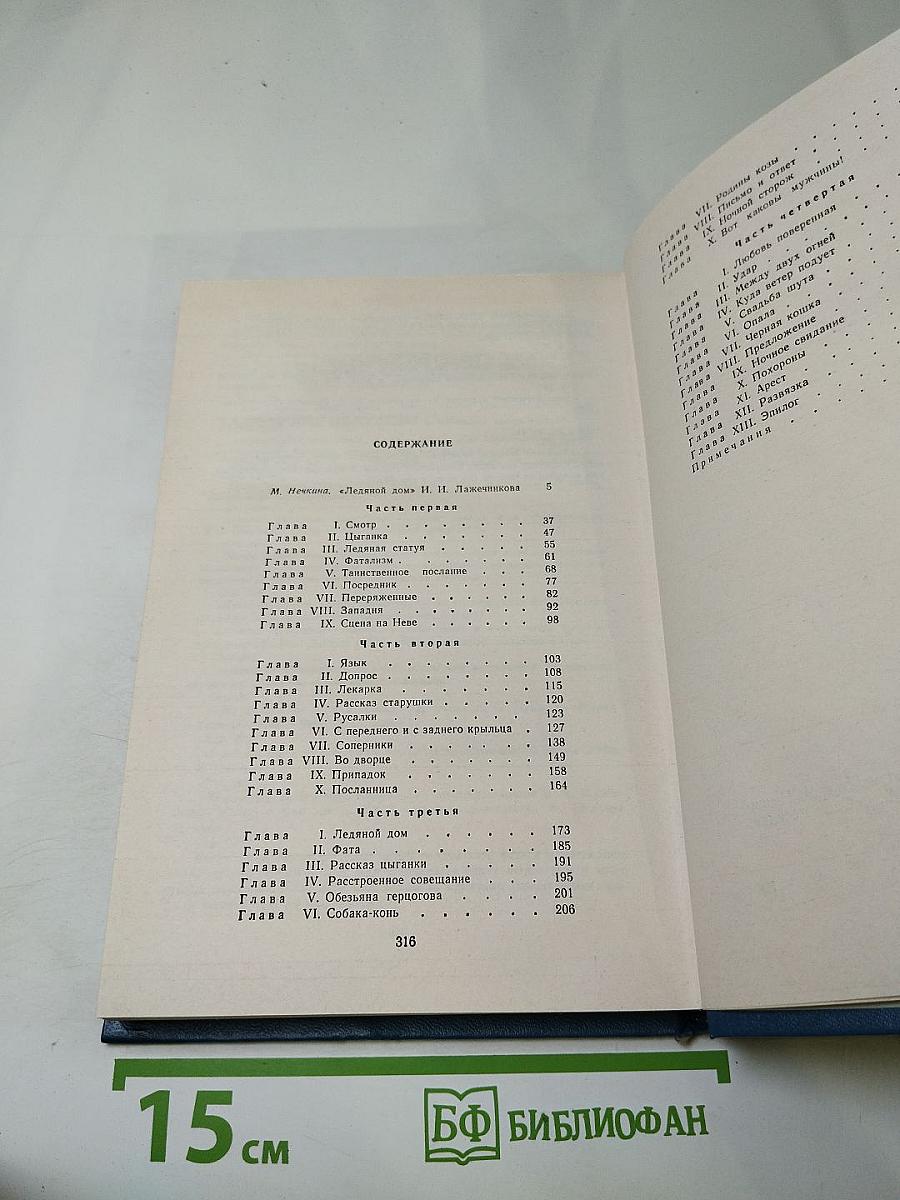 СОДЕРЖАНИЕ
М. Нечкина. «Ледяной дом» И. И. Лажечникова 5
Часть первая
Глава I. Смотр . . . . . . . . 37
Глава II. Цыганка . . . . . . . 47
Глава III. Ледяная статуя . . . . . 55
Глава IV. Фатализм . . . . . . . 61
Глава V. Таинственное послание . . . 68
Глава VI. Посредник . . . . . . . 77
Глава VII. Переряженные . . . . . . 82
Глава VIII. Западня . . . . . . . 92
Глава IX. Сцена на Неве . . . . . . 98
Часть вторая
Глава I. Язык . . . . . . . . 103
Глава II. Допрос . . . . . . . . 108
Глава III. Лекарка . . . . . . . 115
Глава IV. Рассказ старушки . . . . . 120
Глава V. Русалки . . . . . . . 123
Глава VI. С переднего и с заднего крыльца . 127
Глава VII. Соперники . . . . . . 138
Глава VIII. Во дворце . . . . . . . 149
Глава IX. Припадок . . . . . . . 158
Глава X. Посланница . . . . . . 164
Часть третья
Глава I. Ледяной дом . . . . . . 173
Глава II. Фата . . . . . . . . 185
Глава III. Рассказ цыганки . . . . . 191
Глава IV. Расстроенное совещание . . . 195
Глава V. Обезьяна герцогова . . . . 201
Глава VI. Собака-конь . . . . . . 206
316
Глава VII. Родины козы . . . .
Глава VIII. Письмо и ответ . . . .
Глава IX. Ночной сторож . . . .
Глава X. Вот каковы мужчины! . .
Часть четвертая
Глава I. Любовь поверенная . .
Глава II. Удар . . . . .
Глава III. Между двух огней . .
Глава IV. Куда ветер подует . .
Глава V. Свадьба шута . . .
Глава VI. Опала . . . . .
Глава VII. Черная кошка . . .
Глава VIII. Предложение . . .
Глава IX. Ночное свидание . .
Глава X. Похороны . . . .
Глава XI. Арест . . . . .
Глава XII. Развязка . . . .
Глава XIII. Эпилог . . . .
Примечания . . . . .
15 см
БФ БИБЛИОФАН